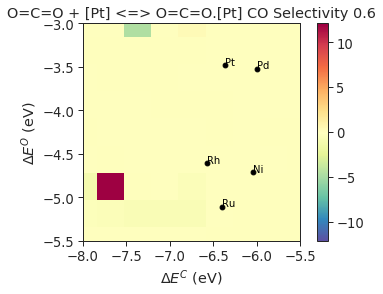 O=C=O + [Pt] <=> O=C=O.[Pt] CO Selectivity 0.6
−3.0
−3.5
−4.0
−4.5
−5.0
−5.5
ΔE^O (eV)
Pt
Pd
Rh
Ni
Ru
−8.0 −7.5 −7.0 −6.5 −6.0 −5.5
ΔE^C (eV)
10
5
0
−5
−10